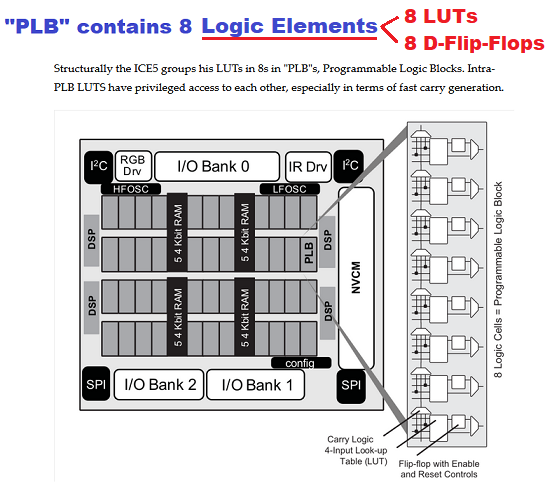 "PLB" contains 8 Logic Elements
8 LUTs
8 D-Flip-Flops
Structurally the ICE5 groups his LUTs in 8s in "PLB"s, Programmable Logic Blocks. Intra-
PLB LUTS have privileged access to each other, especially in terms of fast carry generation.
I²C
RGB
Drv
I/O Bank 0
IR Drv
I²C
HFOSC
LFOSC
DSP
5 4 Kbit RAM
5 4 Kbit RAM
PLB
DSP
NVCM
8 Logic Cells = Programmable Logic Block
DSP
5 4 Kbit RAM
5 4 Kbit RAM
DSP
config
SPI
I/O Bank 2
I/O Bank 1
SPI
Carry Logic
4-Input Look-up
Table (LUT)
Flip-flop with Enable
and Reset Controls